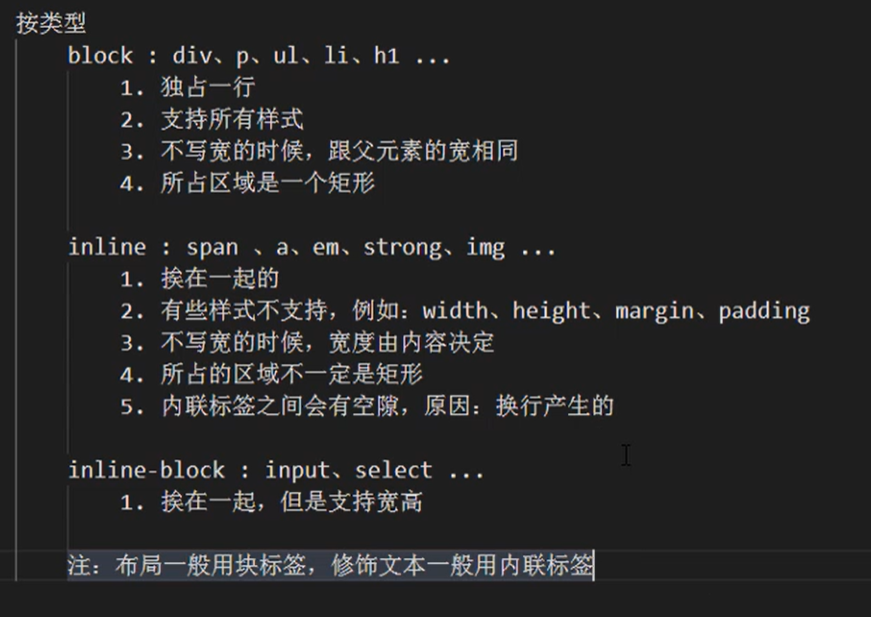 按类型
block : div、p、ul、li、h1 ...
1. 独占一行
2. 支持所有样式
3. 不写宽的时候，跟父元素的宽相同
4. 所占区域是一个矩形
inline : span 、a、em、strong、img ...
1. 挨在一起的
2. 有些样式不支持，例如：width、height、margin、padding
3. 不写宽的时候，宽度由内容决定
4. 所占的区域不一定是矩形
5. 内联标签之间会有空隙，原因：换行产生的
inline-block : input、select ...
1. 挨在一起，但是支持宽高
注：布局一般用块标签，修饰文本一般用内联标签